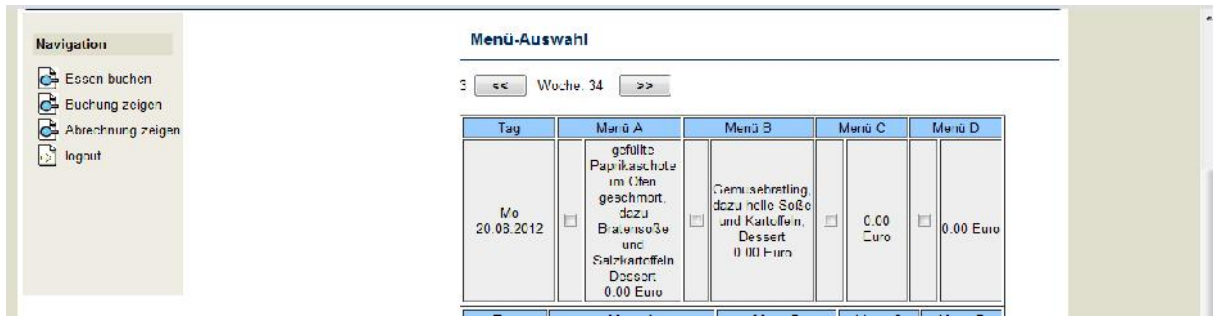 Navigation
Essen buchen
Buchung zeigen
Abrechnung zeigen
logout
Menü-Auswahl
3 << Woche: 34 >>
Tag Menü A Menü B Menü C Menü D
Mo
20.08.2012
gefüllte
Paprikaschote
im Ofen
geschmort,
dazu
Bratensoße
und
Salzkartoffeln
Dessert
0.00 Euro
Gemüsebratling,
dazu helle Soße
und Kartoffeln,
Dessert
0.00 Euro
0.00
Euro
0.00 Euro